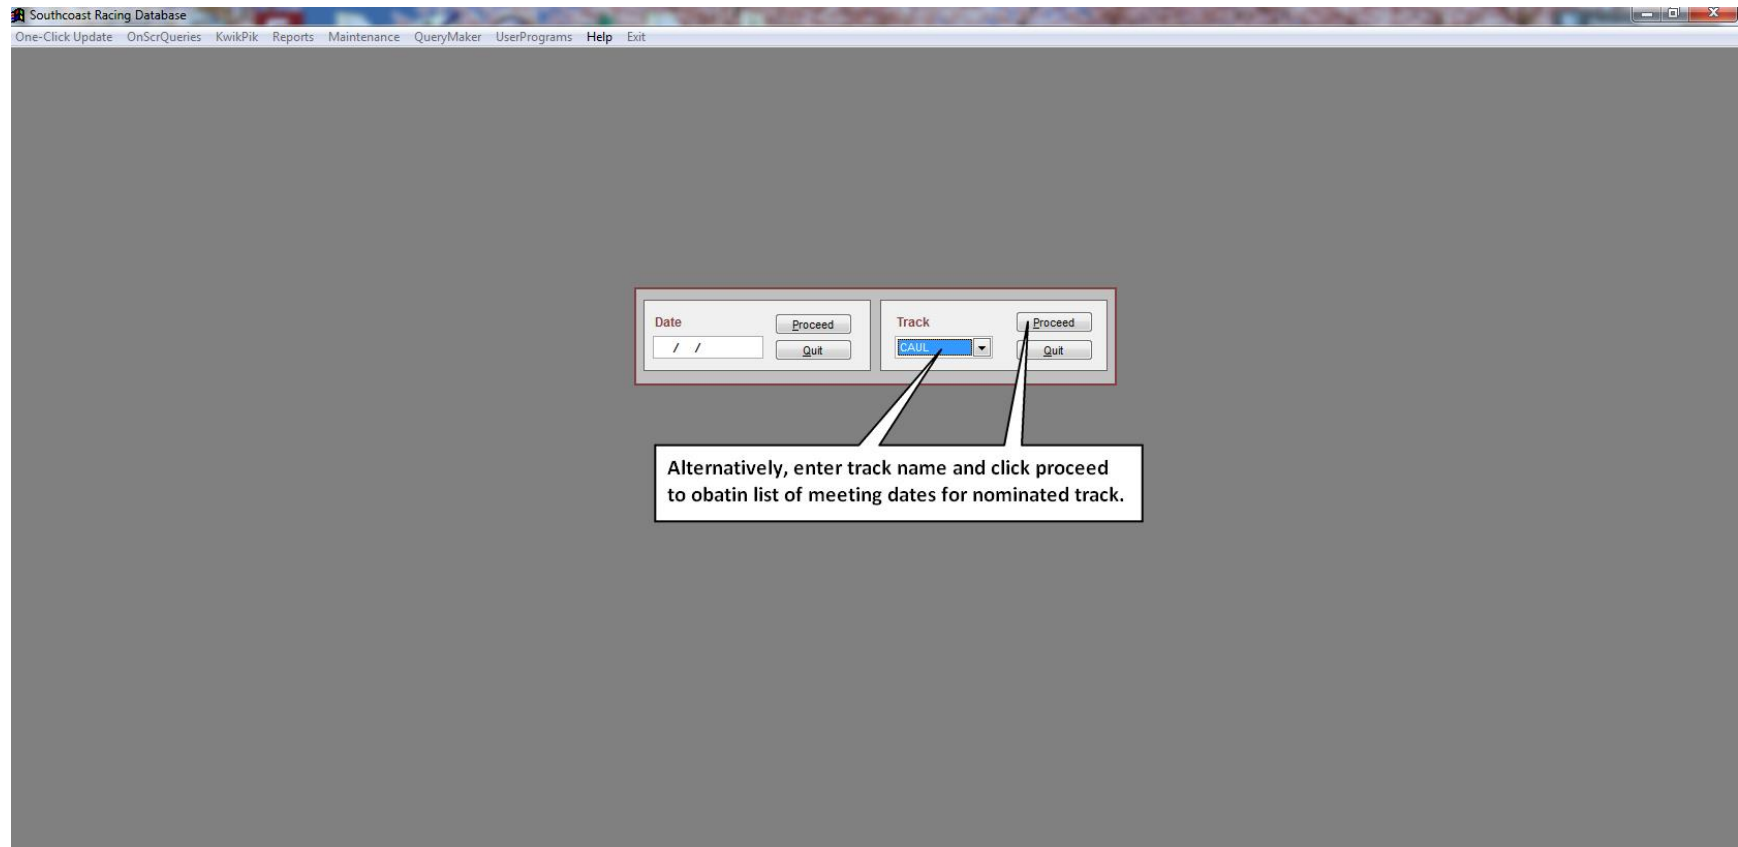 Southcoast Racing Database
One-Click Update OnScrQueries KwikPik Reports Maintenance QueryMaker UserPrograms Help Exit
Date Proceed
/ / Quit
Track Proceed
CAUL Quit
Alternatively, enter track name and click proceed
to obatin list of meeting dates for nominated track.